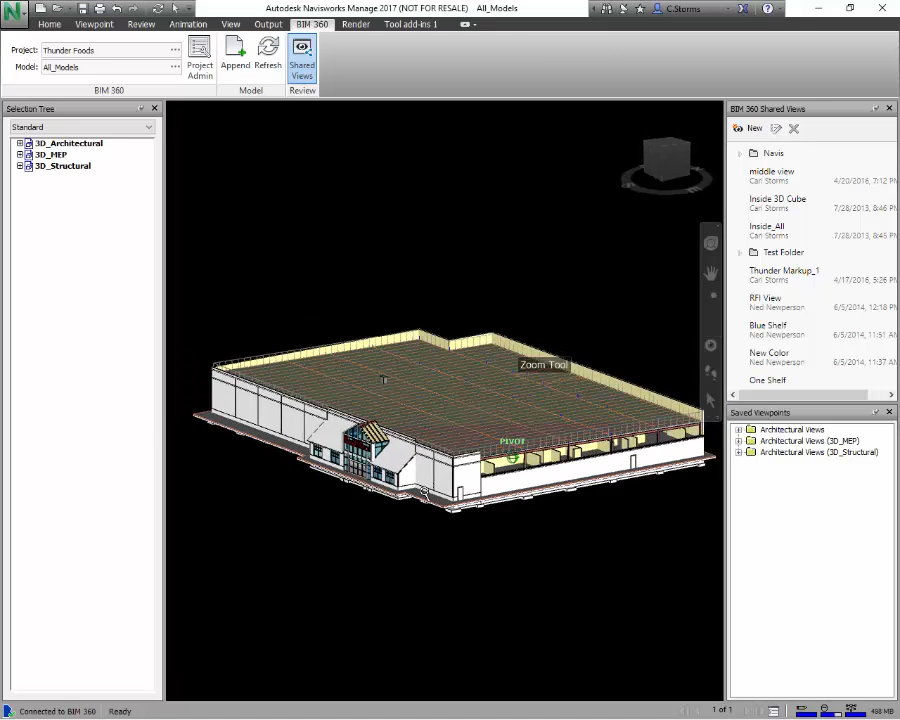 Autodesk Navisworks Manage 2017 (NOT FOR RESALE) All_Models
C.Storms
Home Viewpoint Review Animation View Output BIM 360 Render Tool add-ins 1
Project: Thunder Foods
Model: All_Models
Project Admin
Append
Refresh
Shared Views
BIM 360 Model Review
Selection Tree
Standard
3D_Architectural
3D_MEP
3D_Structural
Zoom Tool
PIVOT
BIM 360 Shared Views
New
Navis
middle view
Carl Storms 4/20/2016, 7:12 PM
Inside 3D Cube
Carl Storms 7/28/2013, 8:46 PM
Inside_All
Carl Storms 7/28/2013, 8:45 PM
Test Folder
Thunder Markup_1
Carl Storms 4/17/2016, 5:26 PM
RFI View
Ned Newperson 6/5/2014, 12:18 PM
Blue Shelf
Ned Newperson 6/5/2014, 11:51 AM
New Color
Ned Newperson 6/5/2014, 11:37 AM
One Shelf
Saved Viewpoints
Architectural Views
Architectural Views (3D_MEP)
Architectural Views (3D_Structural)
Connected to BIM 360 Ready
1 of 1
488 MB